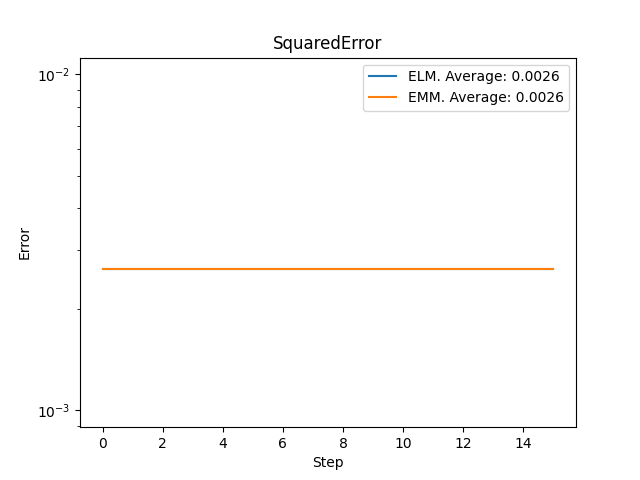 SquaredError
ELM. Average: 0.0026
EMM. Average: 0.0026
10⁻²
Error
10⁻³
0 2 4 6 8 10 12 14
Step